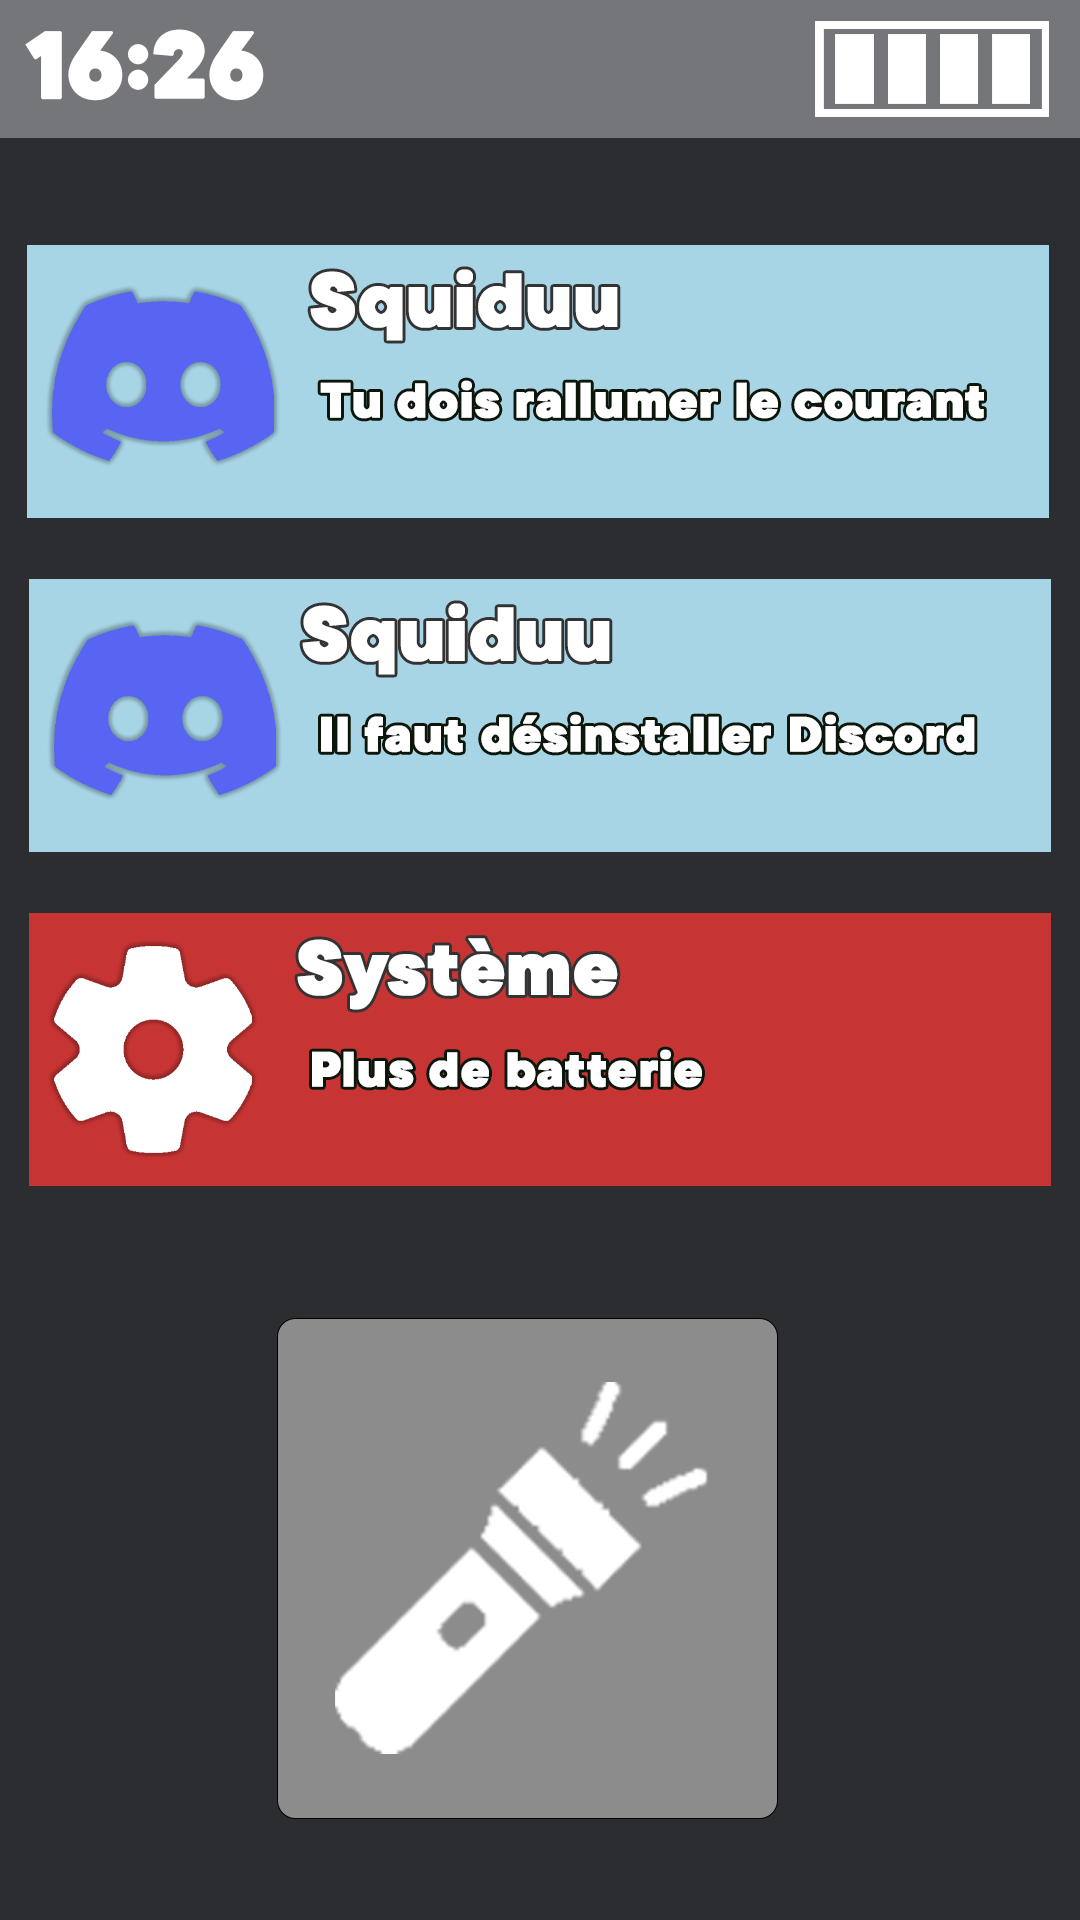 16:26
Squiduu
Tu dois rallumer le courant
Squiduu
Il faut désinstaller Discord
Système
Plus de batterie